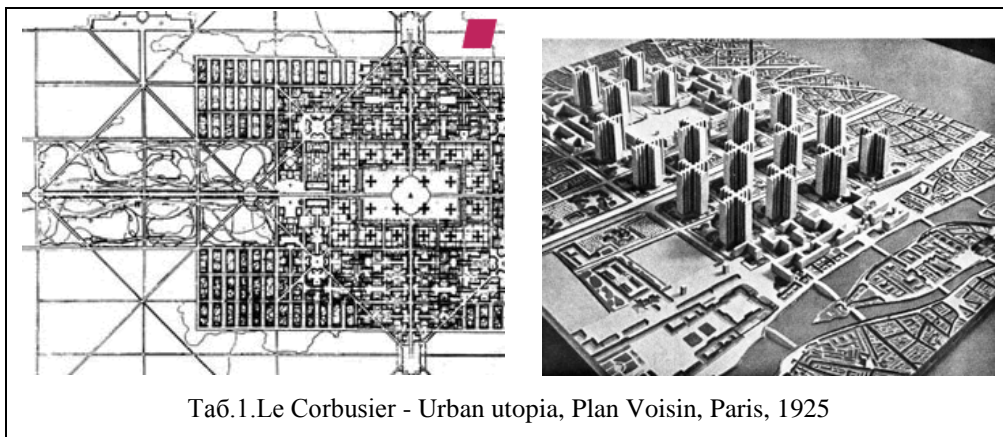 Таб.1.Le Corbusier - Urban utopia, Plan Voisin, Paris, 1925